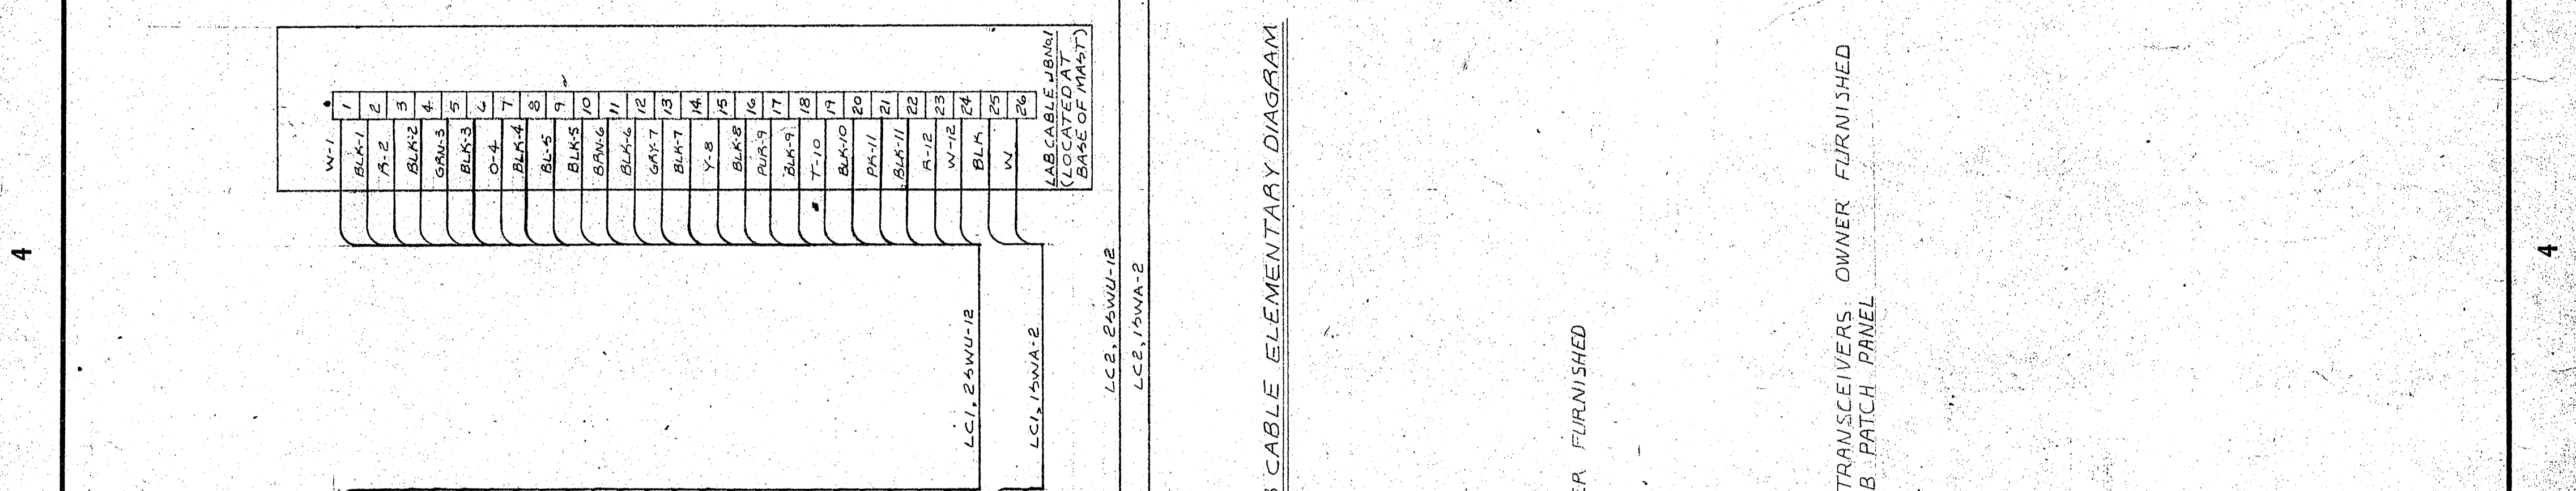 4
W-1
BLK-1
R-2
BLK-2
GRN-3
BLK-3
O-4
BLK-4
BL-5
BLK-5
BRN-6
BLK-6
GRY-7
BLK-7
Y-8
BLK-8
PUR-9
BLK-9
T-10
BLK-10
PK-11
BLK-11
R-12
W-12
BLK
W
1
2
3
4
5
6
7
8
9
10
11
12
13
14
15
16
17
18
19
20
21
22
23
24
25
26
LAB CABLE JB No.1
(LOCATED AT
BASE OF MAST)
LC1, 2SWU-12
LC1, 1SWA-2
LC2, 2SWU-12
LC2, 1SWA-2
CABLE ELEMENTARY DIAGRAM
FURNISHED
TRANSCEIVERS: OWNER FURNISHED
B. PATCH PANEL
4